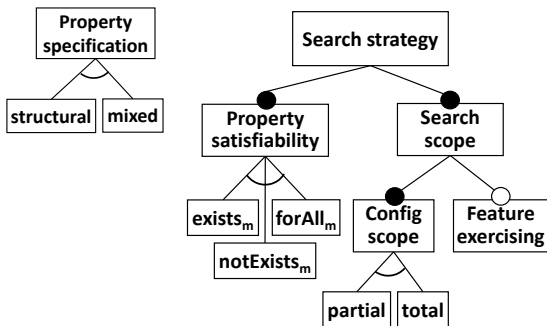 Property
specification
structural
mixed
Search strategy
Property
satisfiability
Search
scope
existsₘ
forAllₘ
notExistsₘ
Config
scope
Feature
exercising
partial
total